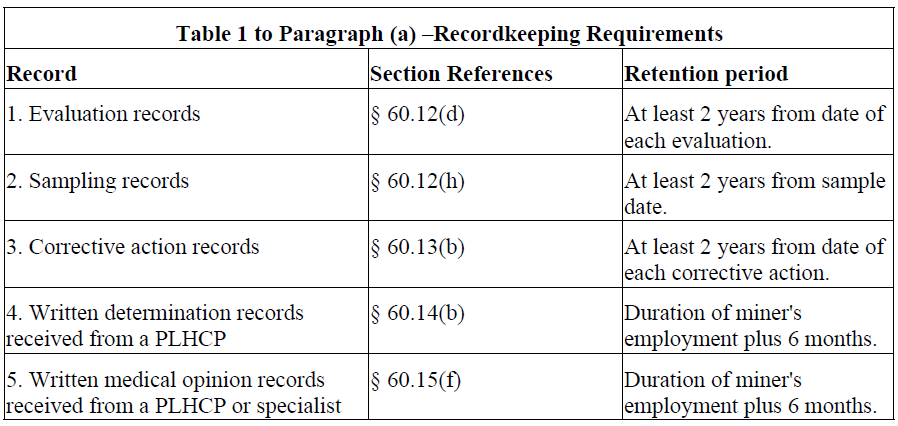 Table 1 to Paragraph (a) –Recordkeeping Requirements
Record Section References Retention period
1. Evaluation records § 60.12(d) At least 2 years from date of
each evaluation.
2. Sampling records § 60.12(h) At least 2 years from sample
date.
3. Corrective action records § 60.13(b) At least 2 years from date of
each corrective action.
4. Written determination records § 60.14(b) Duration of miner's
received from a PLHCP employment plus 6 months.
5. Written medical opinion records § 60.15(f) Duration of miner's
received from a PLHCP or specialist employment plus 6 months.